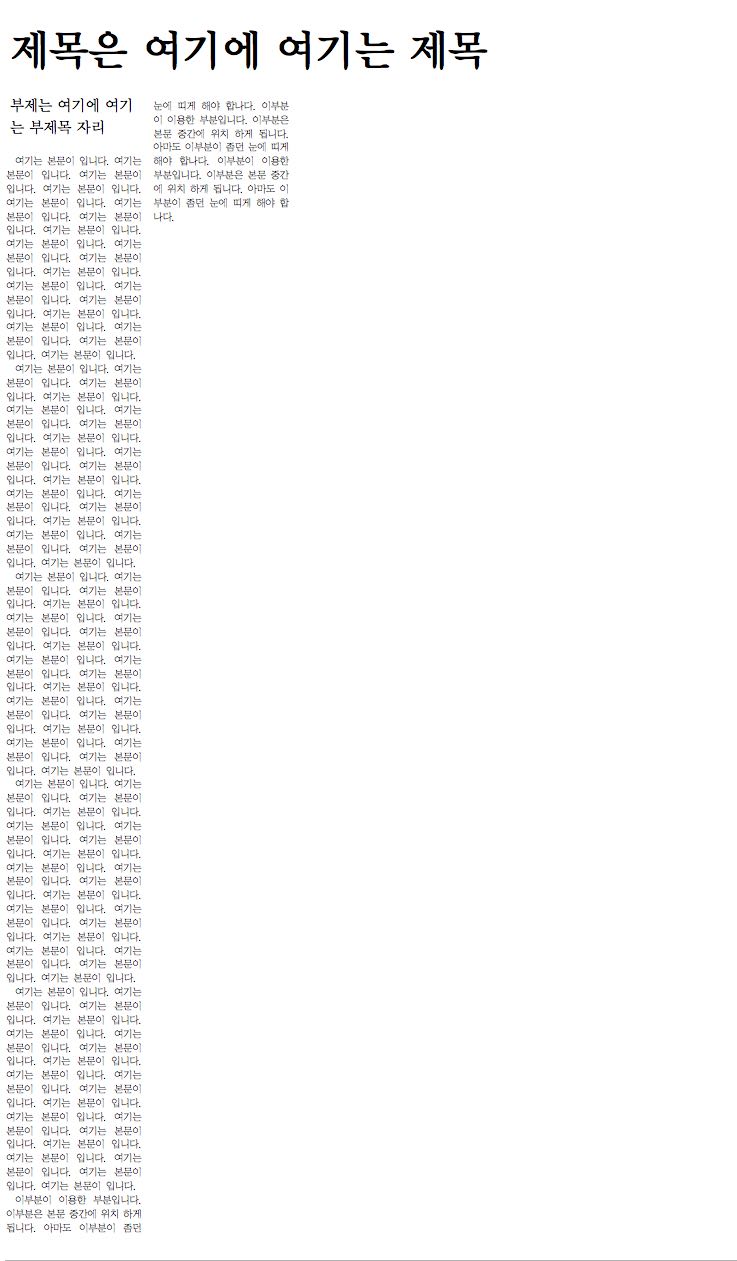 제목은 여기에 여기는 제목
부제는 여기에 여기
는 부제목 자리
여기는 본문이 입니다. 여기는
본문이 입니다. 여기는 본문이
입니다. 여기는 본문이 입니다.
여기는 본문이 입니다. 여기는
본문이 입니다. 여기는 본문이
입니다. 여기는 본문이 입니다.
여기는 본문이 입니다. 여기는
본문이 입니다. 여기는 본문이
입니다. 여기는 본문이 입니다.
여기는 본문이 입니다. 여기는
본문이 입니다. 여기는 본문이
입니다. 여기는 본문이 입니다.
여기는 본문이 입니다. 여기는
본문이 입니다. 여기는 본문이
입니다. 여기는 본문이 입니다.
여기는 본문이 입니다. 여기는
본문이 입니다. 여기는 본문이
입니다. 여기는 본문이 입니다.
여기는 본문이 입니다. 여기는
본문이 입니다. 여기는 본문이
입니다. 여기는 본문이 입니다.
여기는 본문이 입니다. 여기는
본문이 입니다. 여기는 본문이
입니다. 여기는 본문이 입니다.
여기는 본문이 입니다. 여기는
본문이 입니다. 여기는 본문이
입니다. 여기는 본문이 입니다.
여기는 본문이 입니다. 여기는
본문이 입니다. 여기는 본문이
입니다. 여기는 본문이 입니다.
여기는 본문이 입니다. 여기는
본문이 입니다. 여기는 본문이
입니다. 여기는 본문이 입니다.
여기는 본문이 입니다. 여기는
본문이 입니다. 여기는 본문이
입니다. 여기는 본문이 입니다.
여기는 본문이 입니다. 여기는
본문이 입니다. 여기는 본문이
입니다. 여기는 본문이 입니다.
여기는 본문이 입니다. 여기는
본문이 입니다. 여기는 본문이
입니다. 여기는 본문이 입니다.
여기는 본문이 입니다. 여기는
본문이 입니다. 여기는 본문이
입니다. 여기는 본문이 입니다.
여기는 본문이 입니다. 여기는
본문이 입니다. 여기는 본문이
입니다. 여기는 본문이 입니다.
여기는 본문이 입니다. 여기는
본문이 입니다. 여기는 본문이
입니다. 여기는 본문이 입니다.
여기는 본문이 입니다. 여기는
본문이 입니다. 여기는 본문이
입니다. 여기는 본문이 입니다.
여기는 본문이 입니다. 여기는
본문이 입니다. 여기는 본문이
입니다. 여기는 본문이 입니다.
여기는 본문이 입니다. 여기는
본문이 입니다. 여기는 본문이
입니다. 여기는 본문이 입니다.
여기는 본문이 입니다. 여기는
본문이 입니다. 여기는 본문이
입니다. 여기는 본문이 입니다.
여기는 본문이 입니다. 여기는
본문이 입니다. 여기는 본문이
입니다. 여기는 본문이 입니다.
여기는 본문이 입니다. 여기는
본문이 입니다. 여기는 본문이
입니다. 여기는 본문이 입니다.
여기는 본문이 입니다. 여기는
본문이 입니다. 여기는 본문이
입니다. 여기는 본문이 입니다.
여기는 본문이 입니다. 여기는
본문이 입니다. 여기는 본문이
입니다. 여기는 본문이 입니다.
이부분이 이용한 부분입니다.
이부분은 본문 중간에 위치 하게
됩니다. 아마도 이부분이 좀던
눈에 띠게 해야 합나다. 이부분
이 이용한 부분입니다. 이부분은
본문 중간에 위치 하게 됩니다.
아마도 이부분이 좀던 눈에 띠게
해야 합나다. 이부분이 이용한
부분입니다. 이부분은 본문 중간
에 위치 하게 됩니다. 아마도 이
부분이 좀던 눈에 띠게 해야 합
나다.